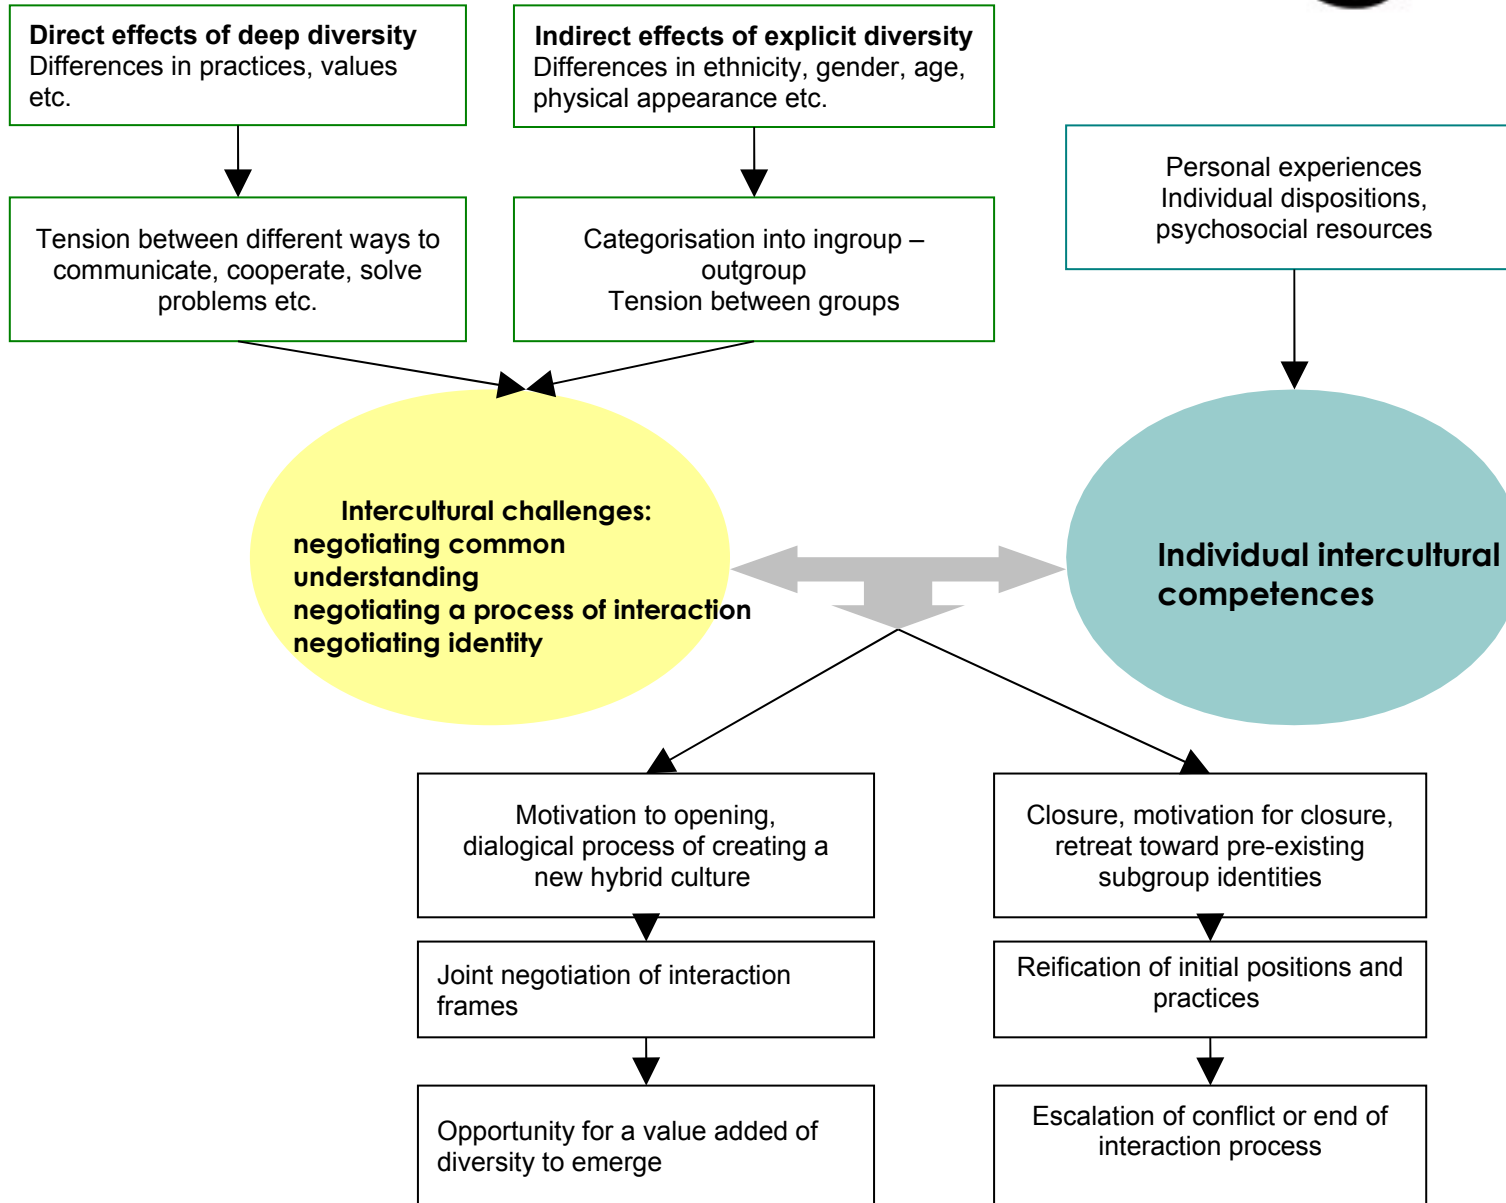 Direct effects of deep diversity
Differences in practices, values
etc.
Indirect effects of explicit diversity
Differences in ethnicity, gender, age,
physical appearance etc.
Personal experiences
Individual dispositions,
psychosocial resources
Tension between different ways to
communicate, cooperate, solve
problems etc.
Categorisation into ingroup –
outgroup
Tension between groups
Intercultural challenges:
negotiating common
understanding
negotiating a process of interaction
negotiating identity
Individual intercultural
competences
Motivation to opening,
dialogical process of creating a
new hybrid culture
Closure, motivation for closure,
retreat toward pre-existing
subgroup identities
Joint negotiation of interaction
frames
Reification of initial positions and
practices
Opportunity for a value added of
diversity to emerge
Escalation of conflict or end of
interaction process